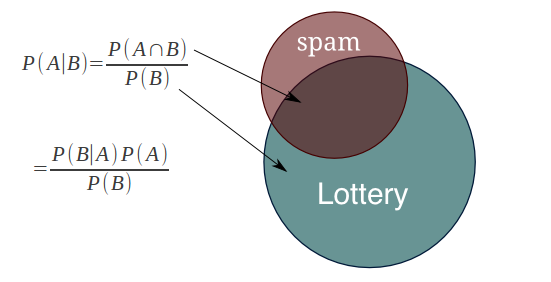 P(A|B)=P(A∩B)/P(B)
=P(B|A)P(A)/P(B)
spam
Lottery